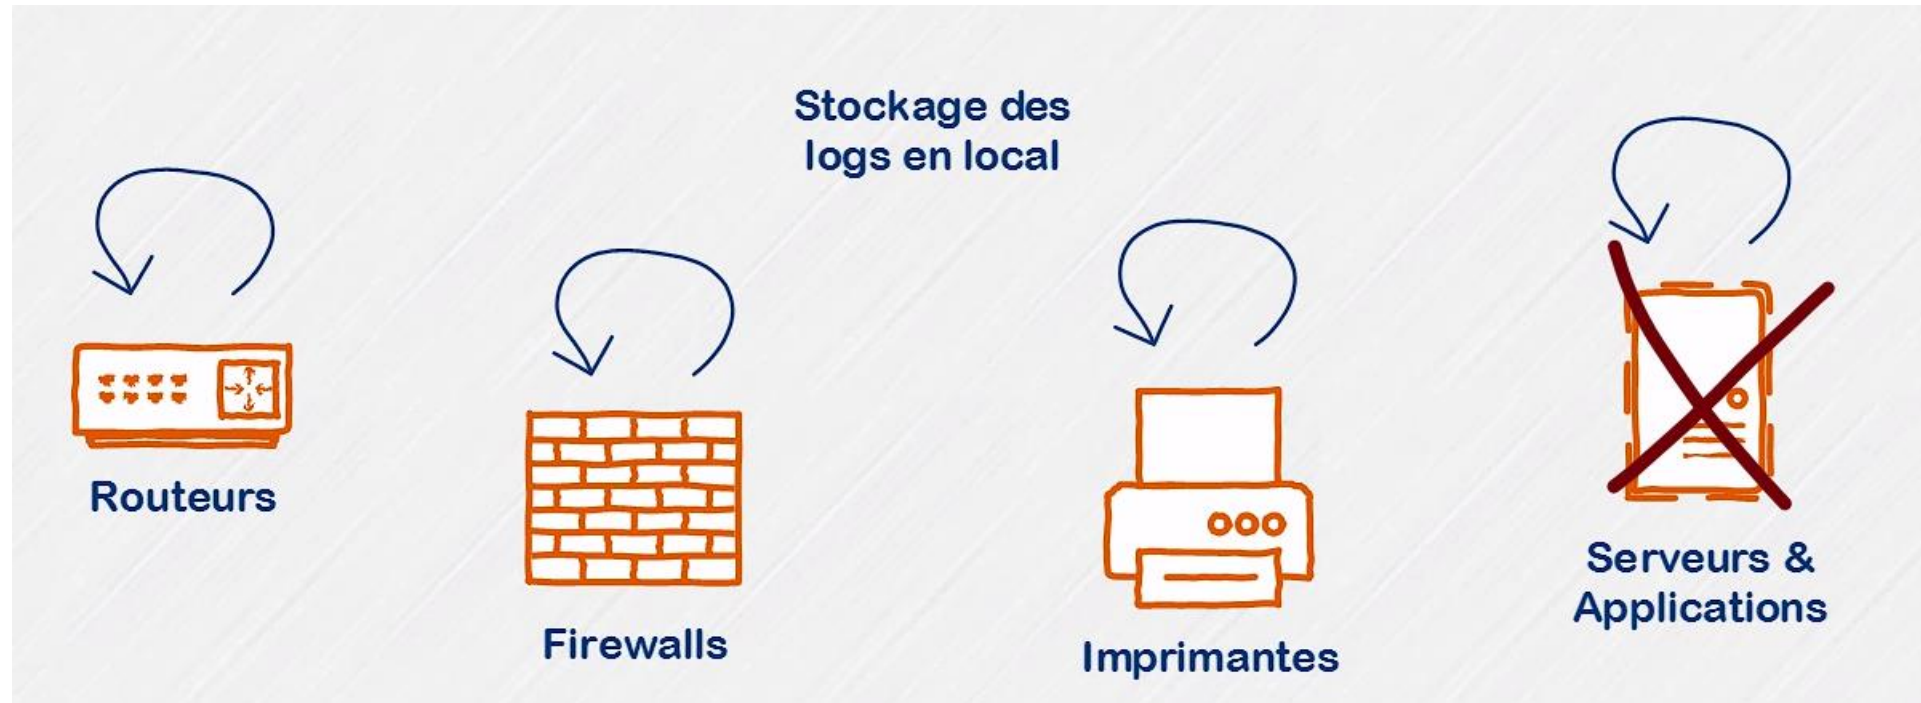 Stockage des
logs en local
Routeurs
Firewalls
Imprimantes
Serveurs &
Applications